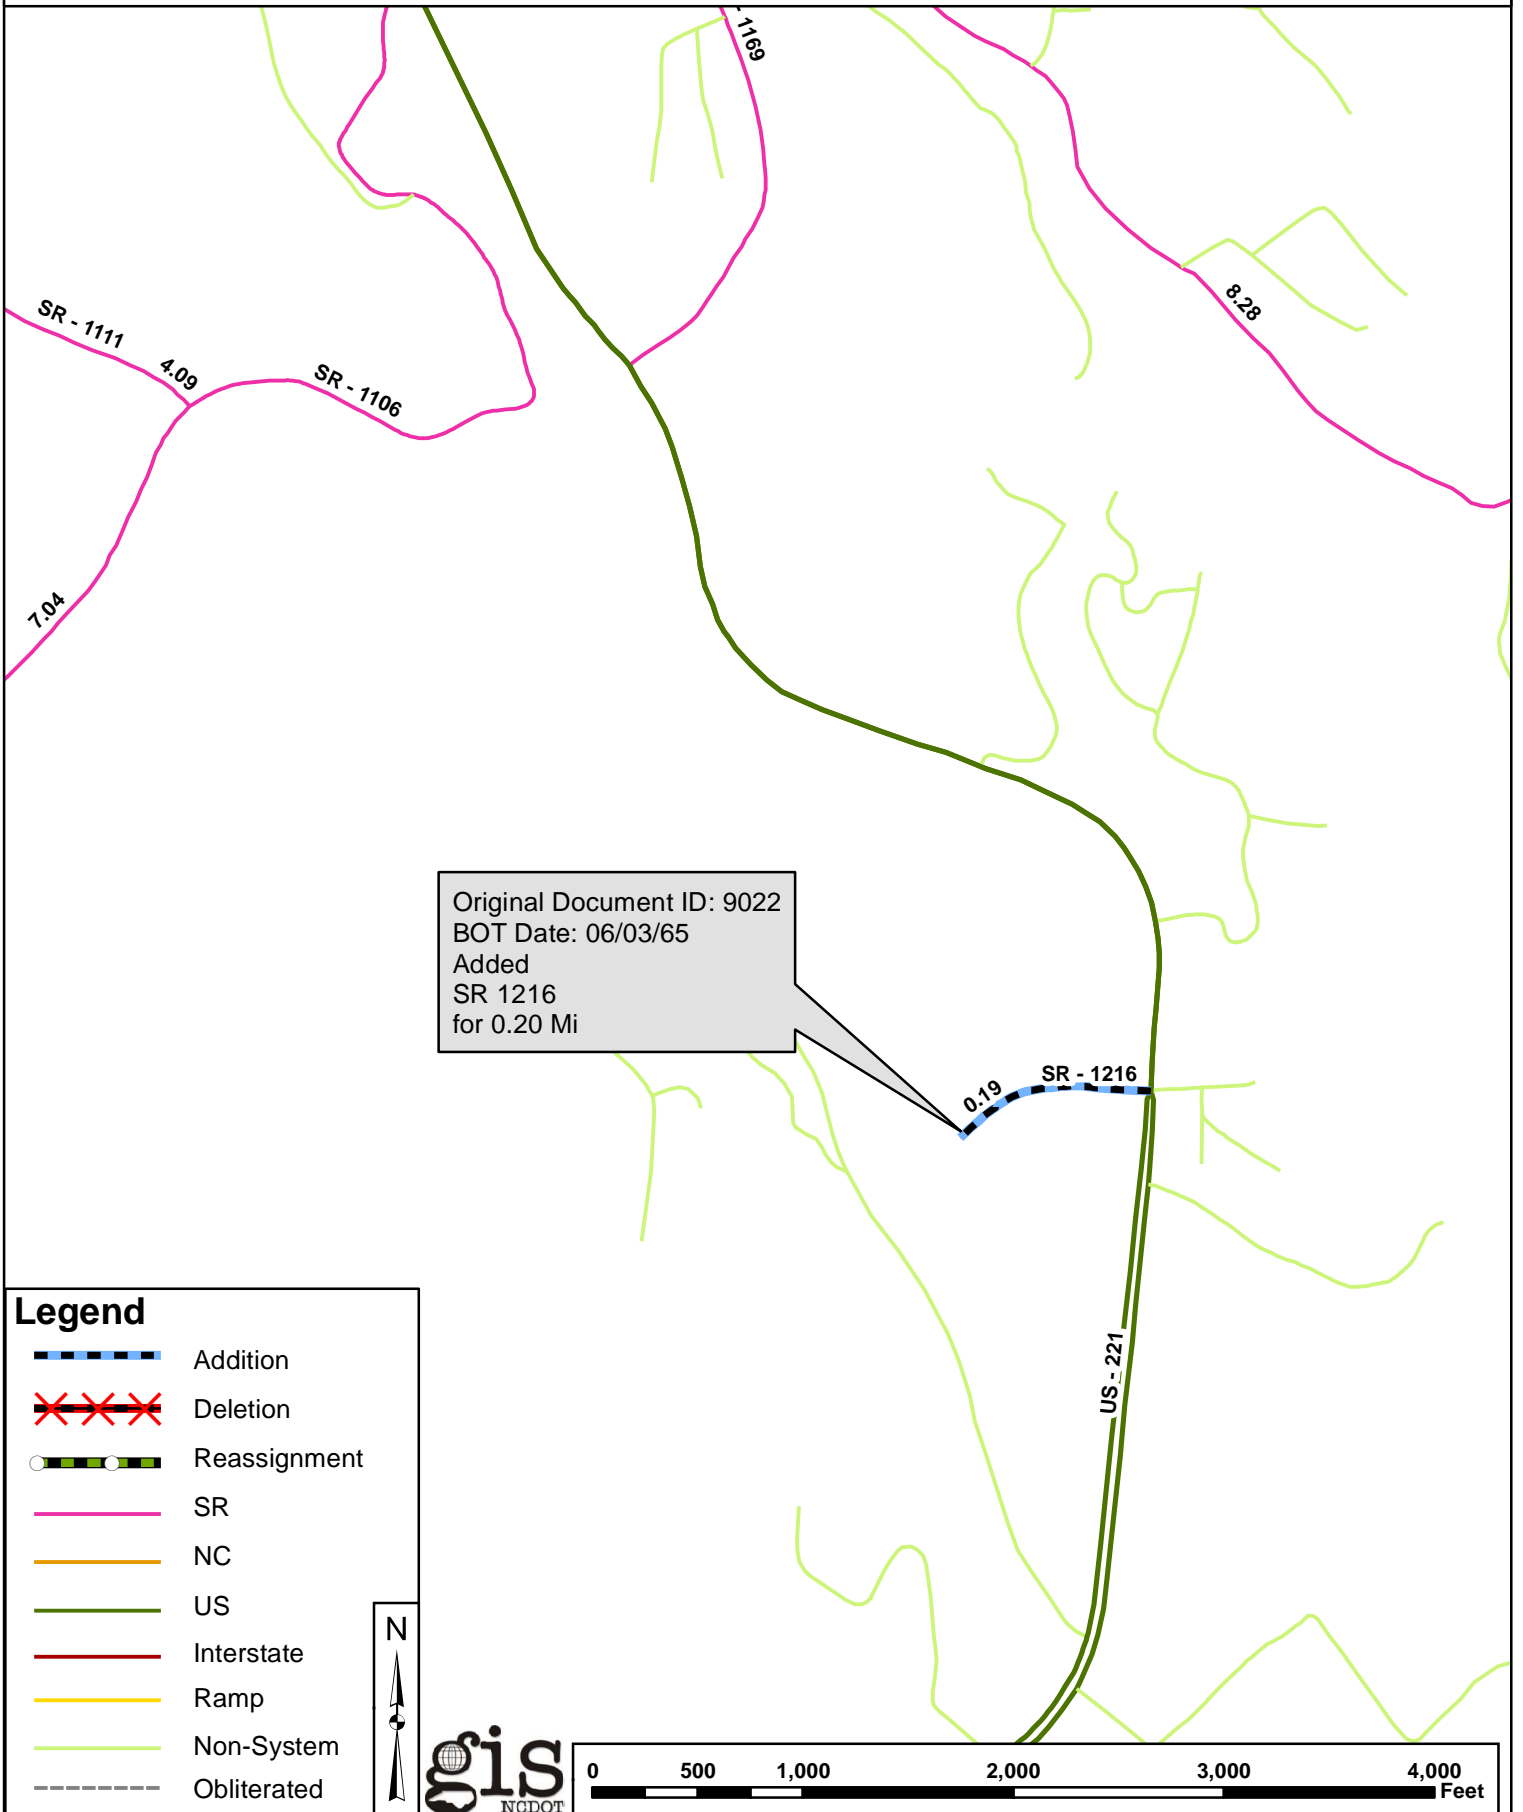 - 1169
8.28
SR - 1111
4.09
SR - 1106
7.04
Original Document ID: 9022
BOT Date: 06/03/65
Added
SR 1216
for 0.20 Mi
SR - 1216
0.19
US - 221
Legend
Addition
Deletion
Reassignment
SR
NC
US
Interstate
Ramp
Non-System
Obliterated
N
gis
NCDOT
0 500 1,000 2,000 3,000 4,000
Feet